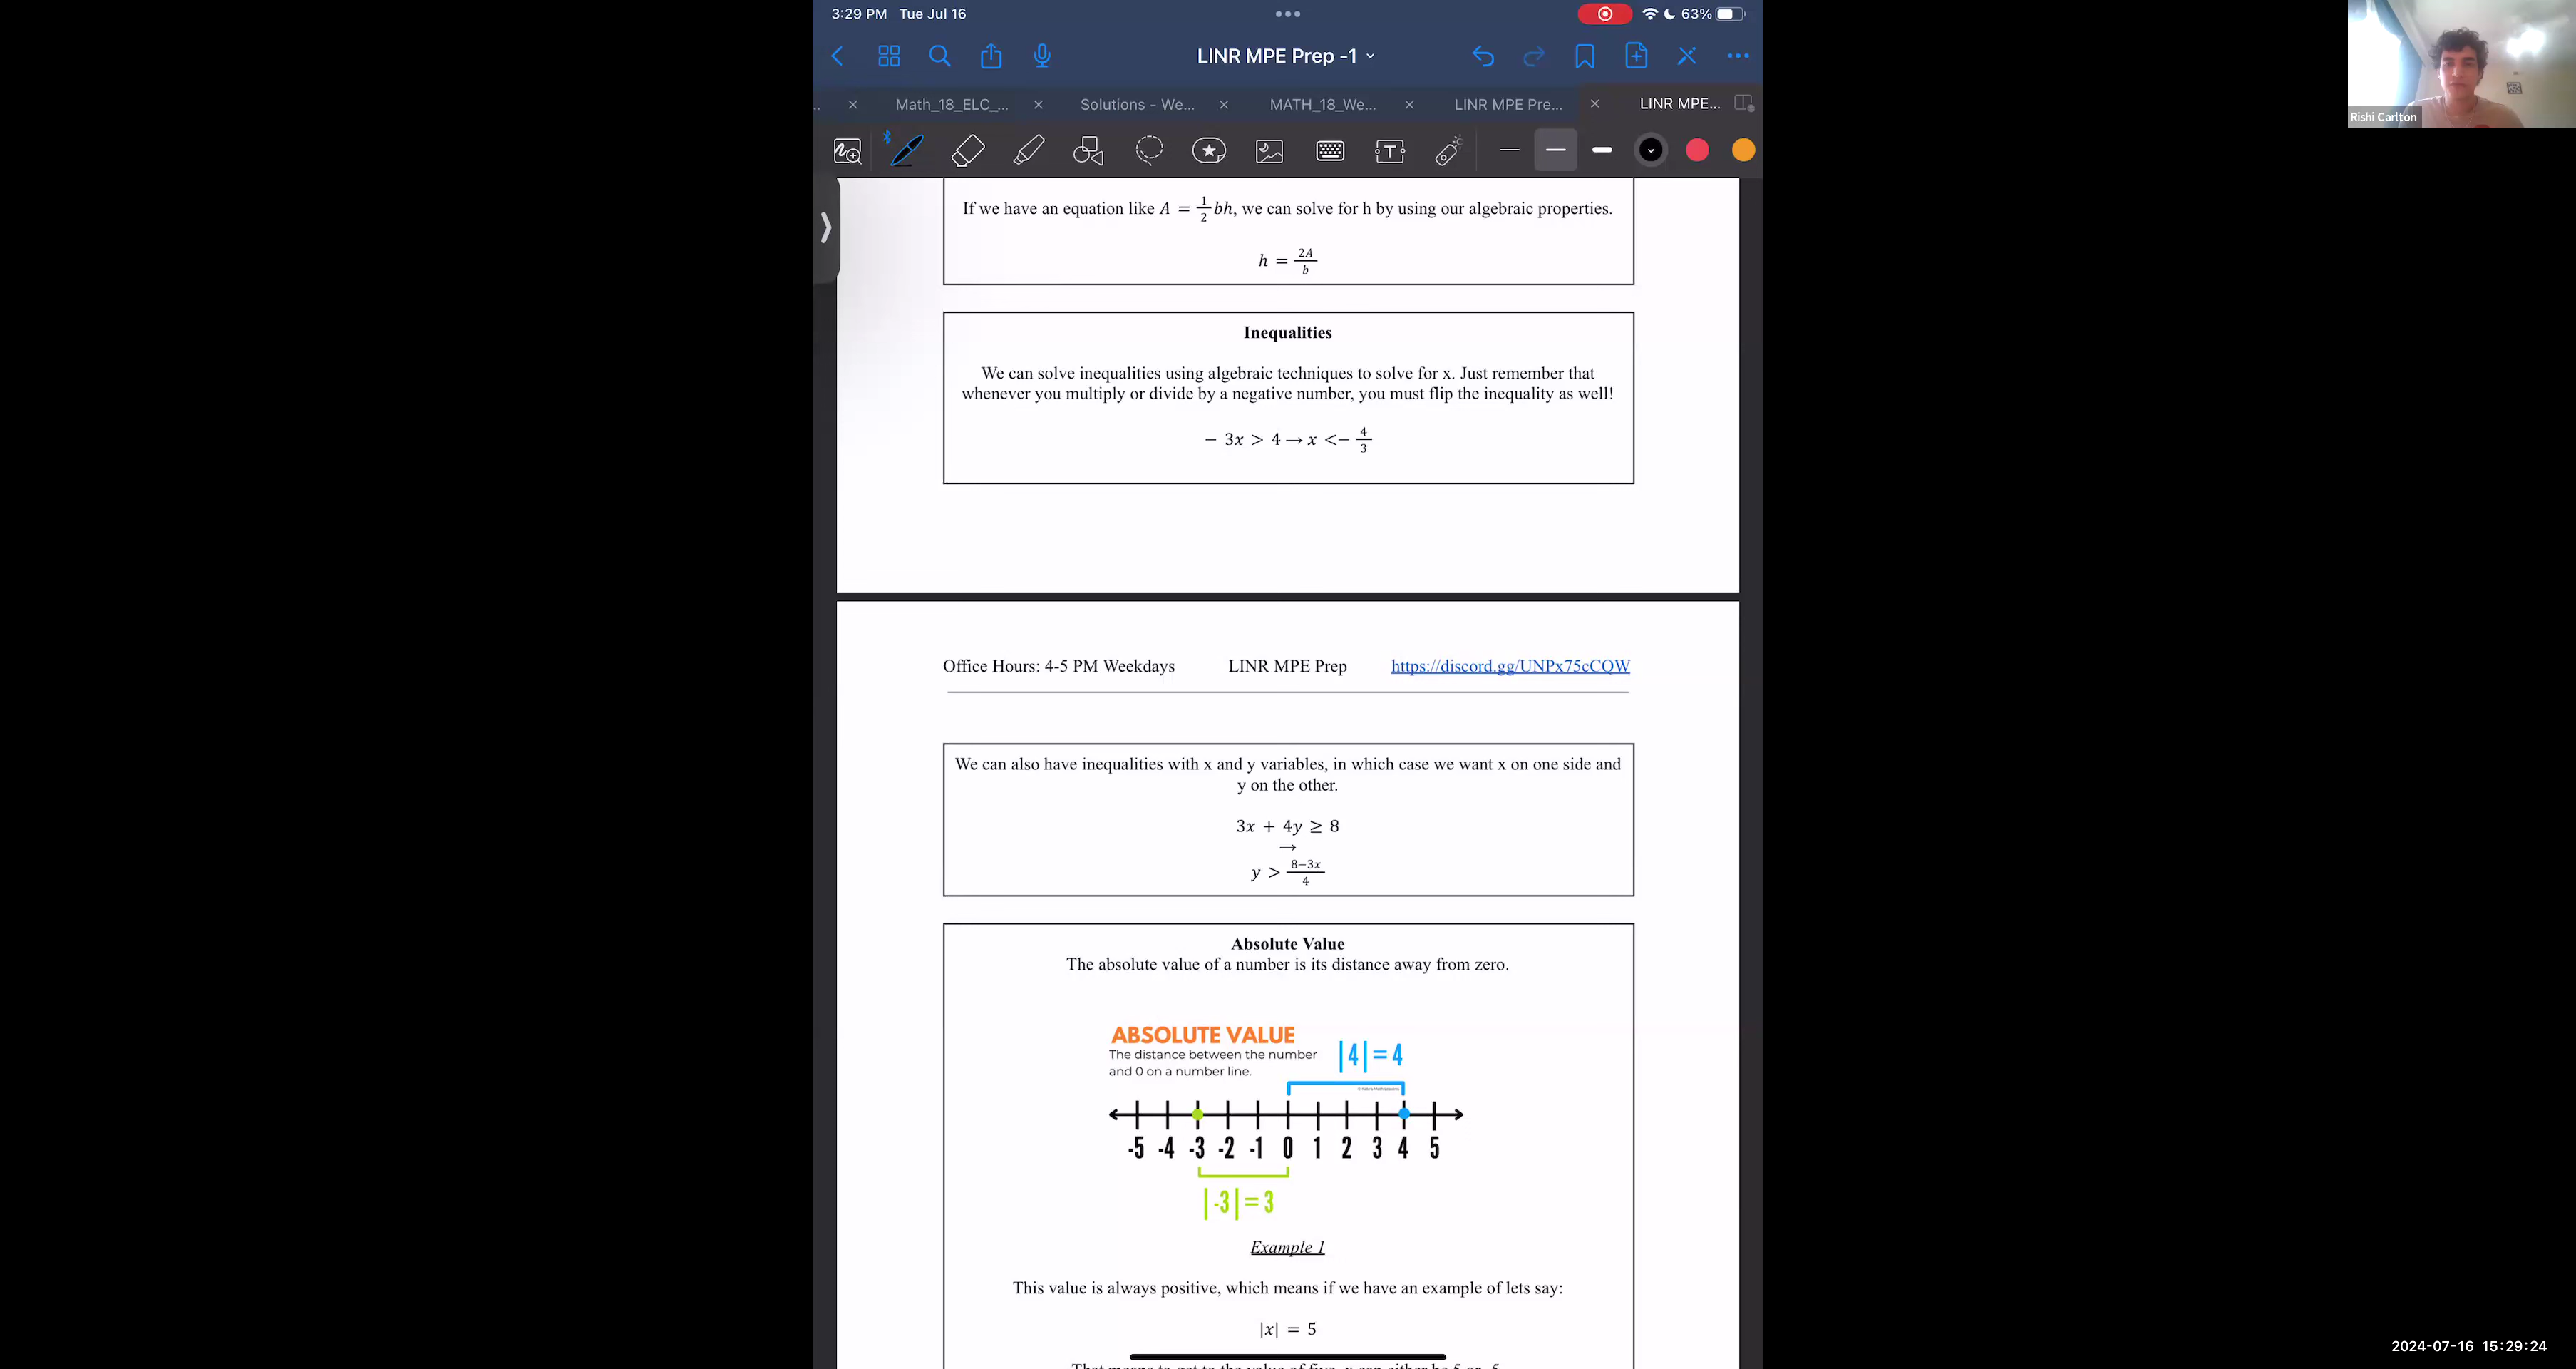 3:29 PM Tue Jul 16
63%
LINR MPE Prep -1
.. Math_18_ELC_... Solutions - We... MATH_18_We... LINR MPE Pre... LINR MPE...
If we have an equation like A = 1/2 bh, we can solve for h by using our algebraic properties.
h = 2A/b
Inequalities
We can solve inequalities using algebraic techniques to solve for x. Just remember that
whenever you multiply or divide by a negative number, you must flip the inequality as well!
− 3x > 4 → x <− 4/3
Office Hours: 4-5 PM Weekdays LINR MPE Prep https://discord.gg/UNPx75cCQW
We can also have inequalities with x and y variables, in which case we want x on one side and
y on the other.
3x + 4y ≥ 8
→
y > 8−3x/4
Absolute Value
The absolute value of a number is its distance away from zero.
ABSOLUTE VALUE
The distance between the number
and 0 on a number line.
|4| = 4
-5 -4 -3 -2 -1 0 1 2 3 4 5
|-3| = 3
Example 1
This value is always positive, which means if we have an example of lets say:
|x| = 5
Rishi Carlton
2024-07-16 15:29:24